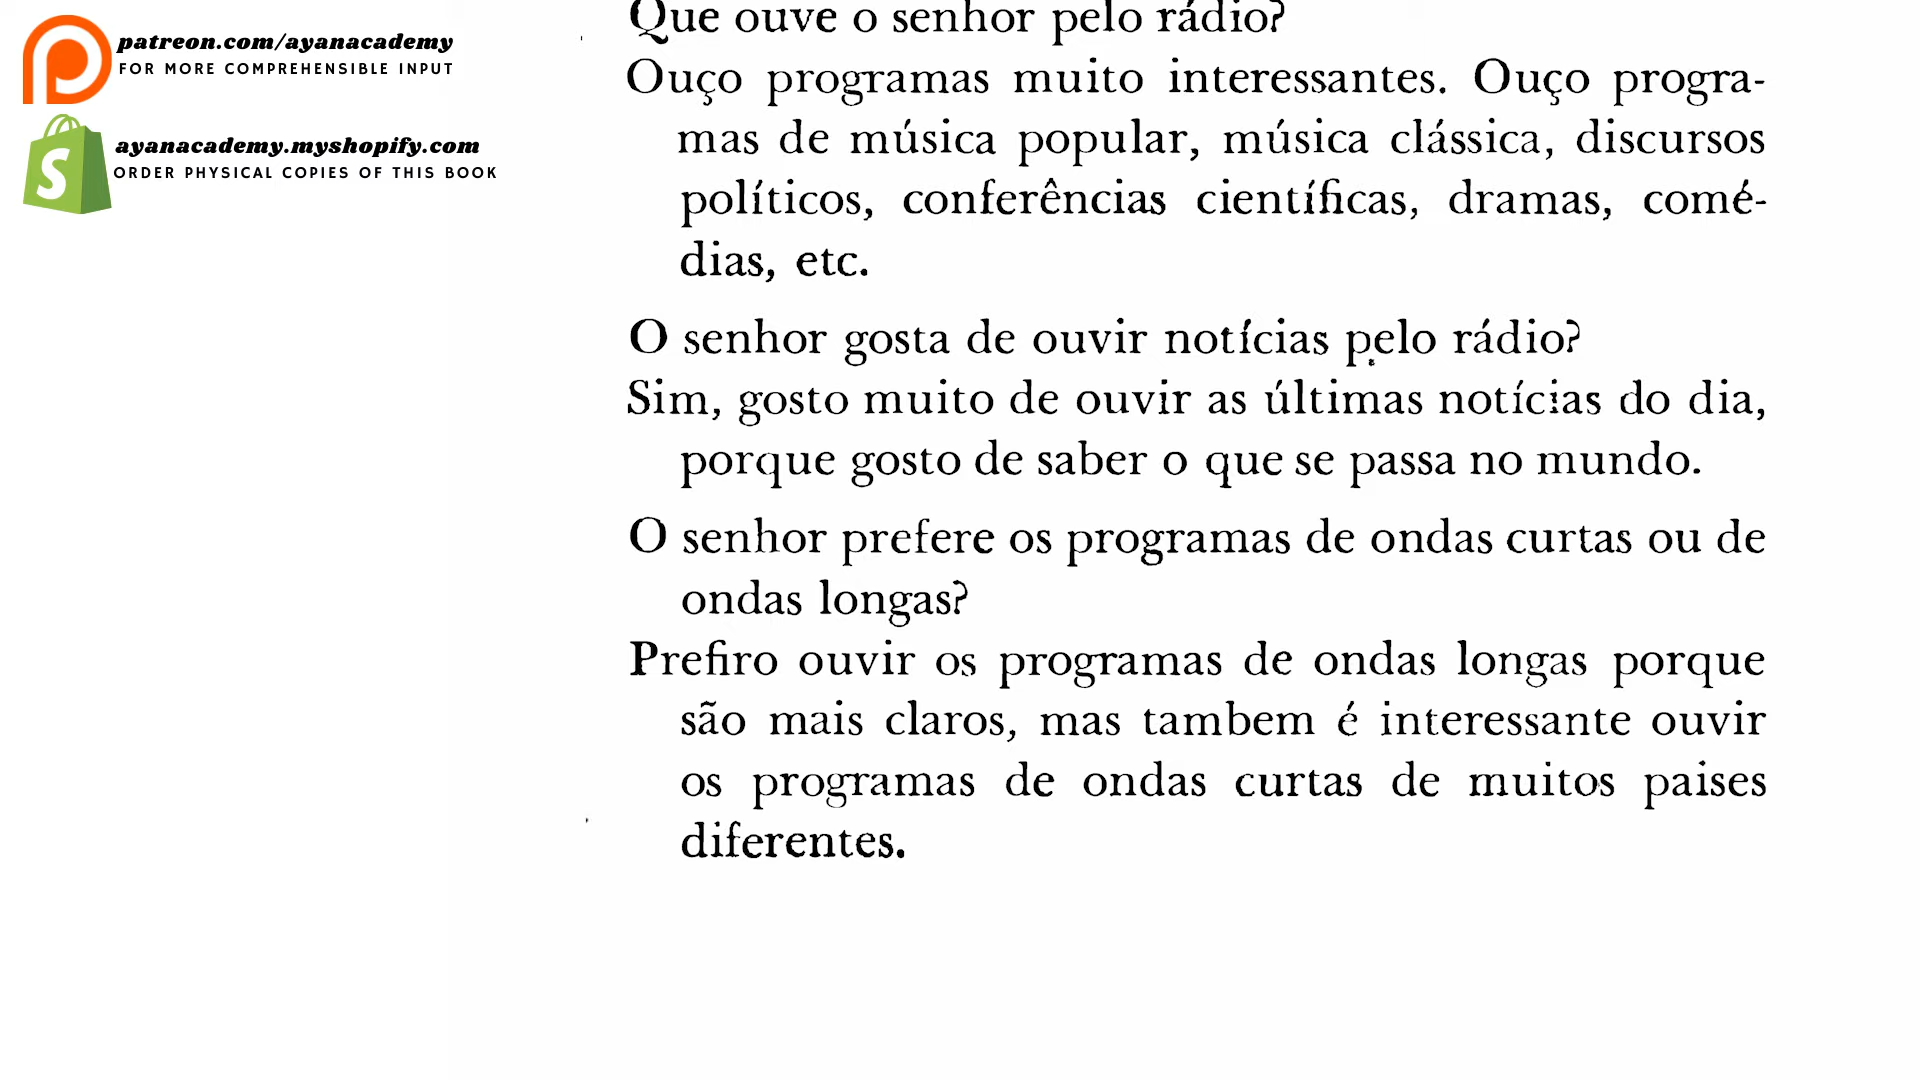 patreon.com/ayanacademy
FOR MORE COMPREHENSIBLE INPUT
ayanacademy.myshopify.com
ORDER PHYSICAL COPIES OF THIS BOOK
Que ouve o senhor pelo rádio?
Ouço programas muito interessantes. Ouço progra-
mas de música popular, música clássica, discursos
políticos, conferências científicas, dramas, comé-
dias, etc.
O senhor gosta de ouvir notícias pelo rádio?
Sim, gosto muito de ouvir as últimas notícias do dia,
porque gosto de saber o que se passa no mundo.
O senhor prefere os programas de ondas curtas ou de
ondas longas?
Prefiro ouvir os programas de ondas longas porque
são mais claros, mas tambem é interessante ouvir
os programas de ondas curtas de muitos paises
diferentes.